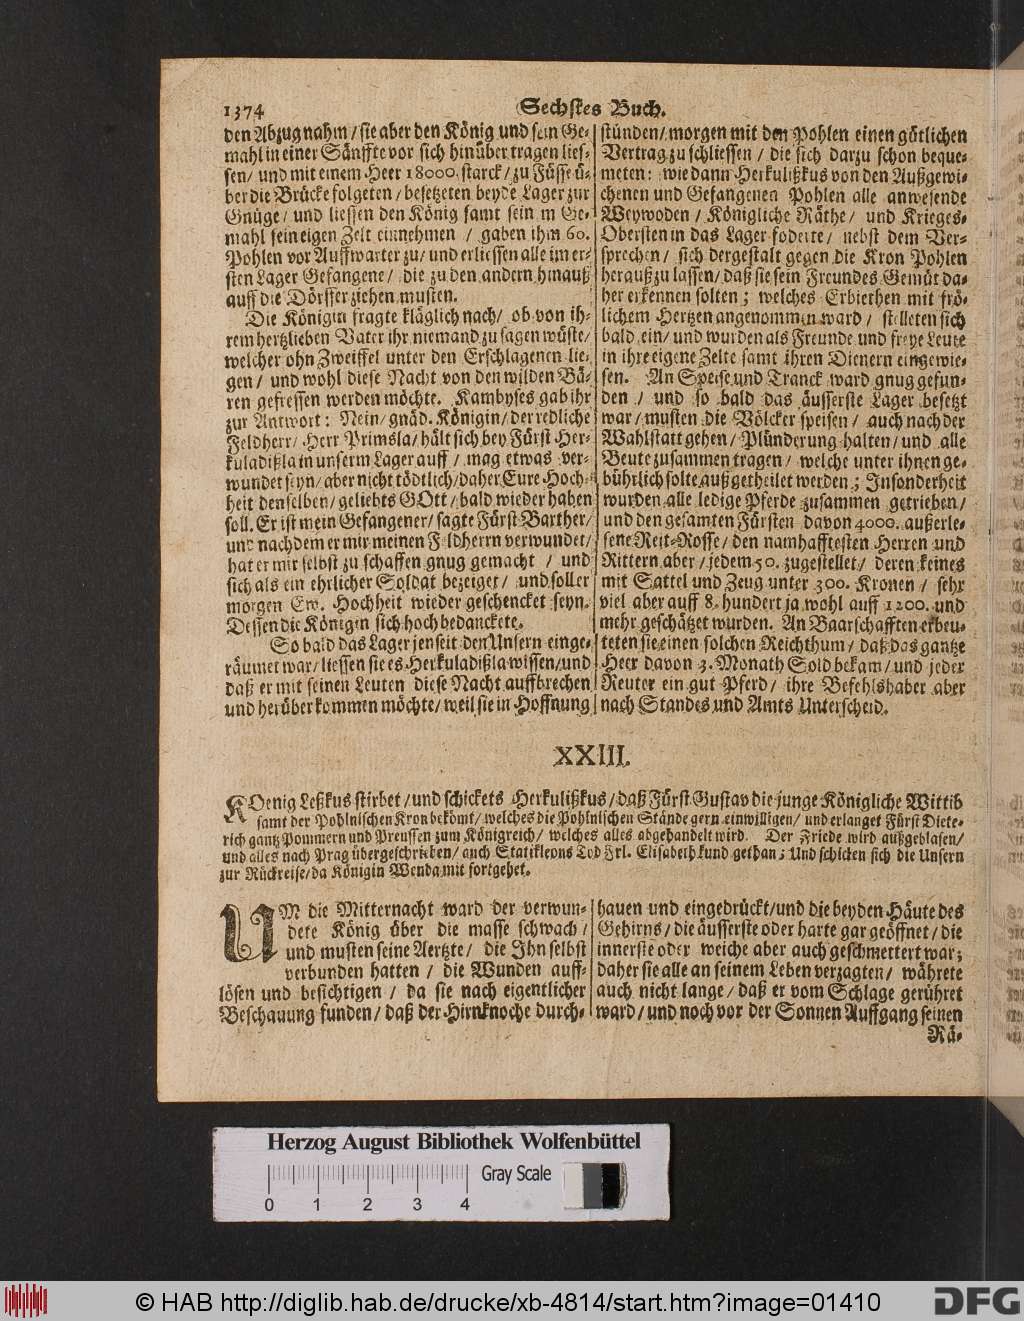 1374
Sechstes Buch.
den Abzug nahm / sie aber den König und sein Ge-
mahl in einer Sänffte vor sich hinüber tragen lies-
sen / und mit einem Heer 18000. starck / zu Füsse ü-
ber die Brücke folgeten / besetzeten beyde Lager zur
Gnüge / und liessen den König samt sein m Ge-
mahl sein eigen Zelt einnehmen / gaben ihm 60.
Pohlen vor Auffwarter zu / und erliessen alle im er-
sten Lager Gefangene / die zu den andern hinauß
auff die Dörffer ziehen musten.
Die Königin fragte kläglich nach / ob von ih-
rem hertzlieben Vater ihr niemand zu sagen wüste /
welcher ohn Zweiffel unter den Erschlagenen lie-
gen / und wohl diese Nacht von den wilden Bä-
ren gefressen werden möchte. Kambyses gab ihr
zur Antwort: Nein / gnäd. Königin / der redliche
Feldherr / Herr Primsla / hält sich bey Fürst Her-
kuladißla in unserm Lager auff / mag etwas ver-
wundet seyn / aber nicht tödtlich / daher Eure Hoch-
heit denselben / geliebts GOtt / bald wieder haben
soll. Er ist mein Gefangener / sagte Fürst Barther /
und nachdem er mir meinen Feldherrn verwundet /
hat er mir selbst zu schaffen gnug gemacht / und
sich als ein ehrlicher Soldat bezeiget / und soll er
morgen Ew. Hochheit wieder geschencket seyn.
Dessen die Königin sich hoch bedanckete.
So bald das Lager jenseit den Unsern einge-
räumet war / liessen sie es Herkuladißla wissen / und
daß er mit seinen Leuten diese Nacht auffbrechen
und herüber kommen möchte / weil sie in Hoffnung
stünden / morgen mit den Pohlen einen götlichen
Vertrag zu schliessen / die sich darzu schon beque-
meten: wie dann Herkulißkus von den Außgewi-
chenen und Gefangenen Pohlen alle anwesende
Weywoden / Königliche Räthe / und Krieges-
Obersten in das Lager foderte / nebst dem Ver-
sprechen / sich dergestalt gegen die Kron Pohlen
herauß zu lassen / daß sie sein Freundes Gemüt da-
her erkennen solten; welches Erbiethen mit frö-
lichem Hertzen angenommen ward / stelleten sich
bald ein / und wurden als Freunde und freye Leute
in ihre eigene Zelte samt ihren Dienern eingewie-
sen. An Speise und Tranck ward gnug gefun-
den / und so bald das äusserste Lager besetzt
war / musten die Völcker speisen / auch nach der
Wahlstatt gehen / Plünderung halten / und alle
Beute zusammen tragen / welche unter ihnen ge-
bührlich solte außgetheilet werden; Insonderheit
wurden alle ledige Pferde zusammen getrieben /
und den gesamten Fürsten davon 4000. außerle-
sene Reit-Rosse / den namhafftesten Herren und
Rittern aber / jedem 50. zugestellet / deren keines
mit Sattel und Zeug unter 300. Kronen / sehr
viel aber auff 8. hundert ja wohl auff 1200. und
mehr geschätzet wurden. An Baarschafften erbeu-
teten sie einen solchen Reichthum / daß das gantze
Heer davon 3. Monath Sold bekam / und jeder
Reuter ein gut Pferd / ihre Befehlshaber aber
nach Standes und Amts Unterscheid.
XXIII.
KOenig Leßkus stirbet / und schickets Herkulißkus / daß Fürst Gustav die junge Königliche Wittib
samt der Pohlnischen Kron bekömt / welches die Pohlnischen Stände gern einwilligen / und erlanget Fürst Diete-
rich gantz Pommern und Preussen zum Königreich / welches alles abgehandelt wird. Der Friede wird außgeblasen /
und alles nach Prag übergeschrieben / auch Statikleons Tod Frl. Elisabeth kund gethan; Und schicken sich die Unsern
zur Rückreise / da Königin Wenda mit fortgehet.
UM die Mitternacht ward der verwun-
dete König über die masse schwach /
und musten seine Aertzte / die Ihn selbst
verbunden hatten / die Wunden auff-
lösen und besichtigen / da sie nach eigentlicher
Beschauung funden / daß der Hirnknoche durch-
hauen und eingedrückt / und die beyden Häute des
Gehirns / die äusserste oder harte gar geöffnet / die
innerste oder weiche aber auch geschmettert war;
daher sie alle an seinem Leben verzagten / währete
auch nicht lange / daß er vom Schlage gerühret
ward / und noch vor der Sonnen Auffgang seinen
Rä-
Herzog August Bibliothek Wolfenbüttel
Gray Scale
0 1 2 3 4
© HAB http://diglib.hab.de/drucke/xb-4814/start.htm?image=01410
DFG